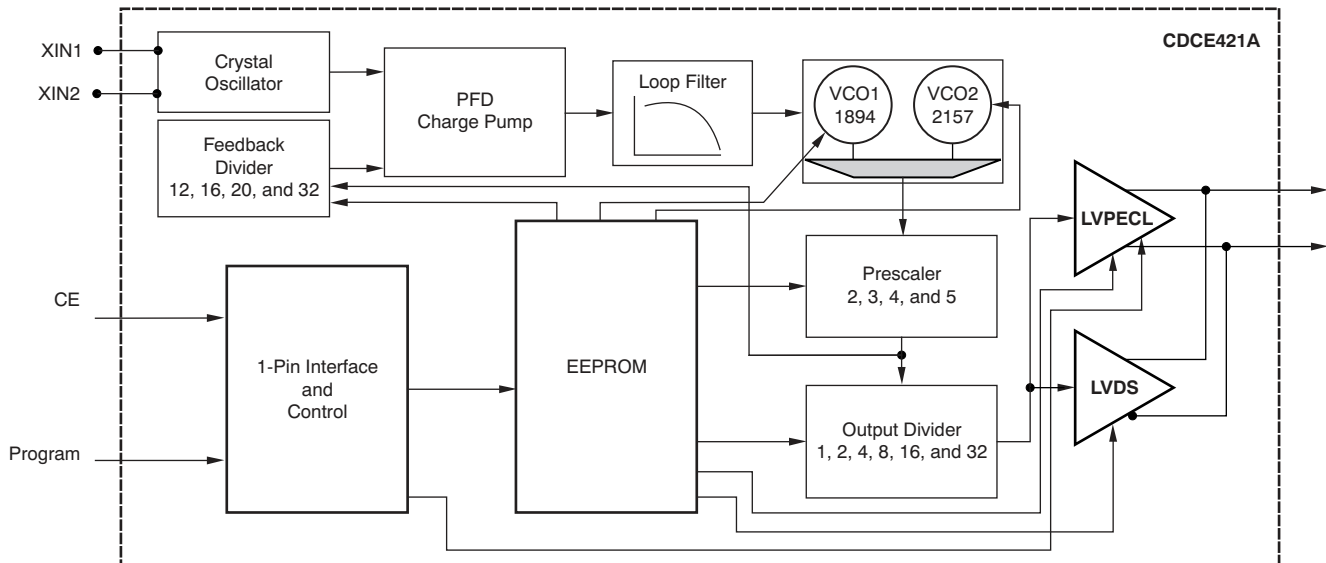 CDCE421A
XIN1
XIN2
Crystal
Oscillator
PFD
Charge Pump
Loop Filter
VCO1
1894
VCO2
2157
Feedback
Divider
12, 16, 20, and 32
LVPECL
Prescaler
2, 3, 4, and 5
CE
1-Pin Interface
and
Control
EEPROM
LVDS
Output Divider
1, 2, 4, 8, 16, and 32
Program